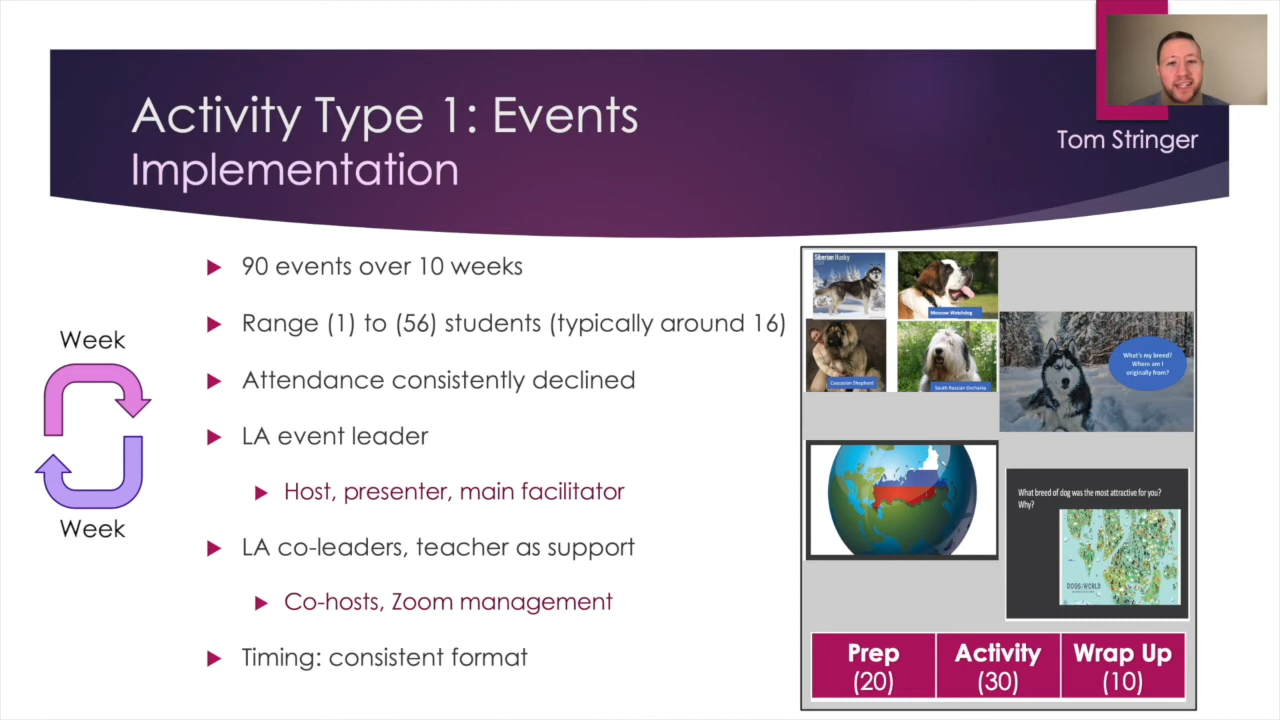 Activity Type 1: Events
Implementation
Tom Stringer
90 events over 10 weeks
Range (1) to (56) students (typically around 16)
Attendance consistently declined
LA event leader
Host, presenter, main facilitator
LA co-leaders, teacher as support
Co-hosts, Zoom management
Timing: consistent format
Week
Week
Siberian Husky
Moscow Watchdog
Caucasian Shepherd
South Russian Ovcharka
What's my breed?
Where am I
originally from?
What breed of dog was the most attractive for you?
Why?
DOGS WORLD
Prep
(20)
Activity
(30)
Wrap Up
(10)